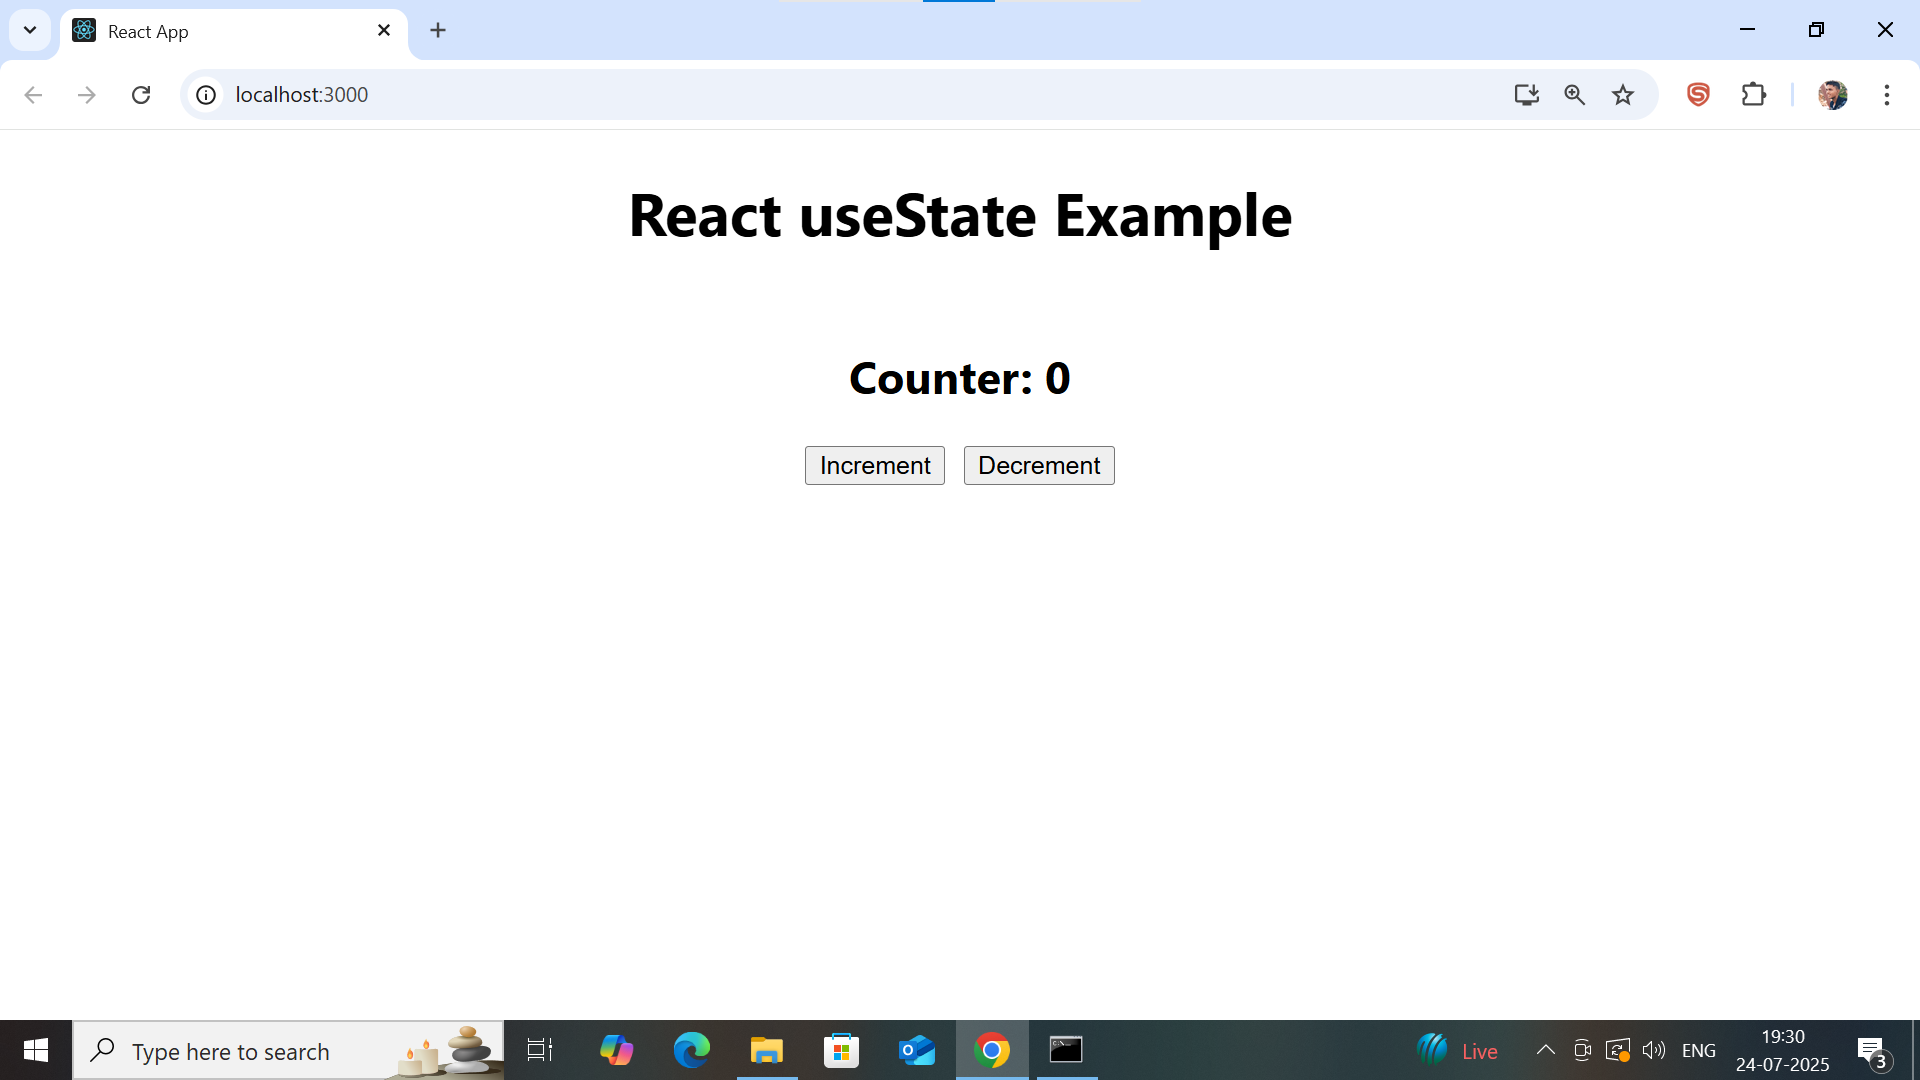 React App
localhost:3000
React useState Example
Counter: 0
Increment Decrement
Type here to search
Live
ENG
19:30
24-07-2025
3